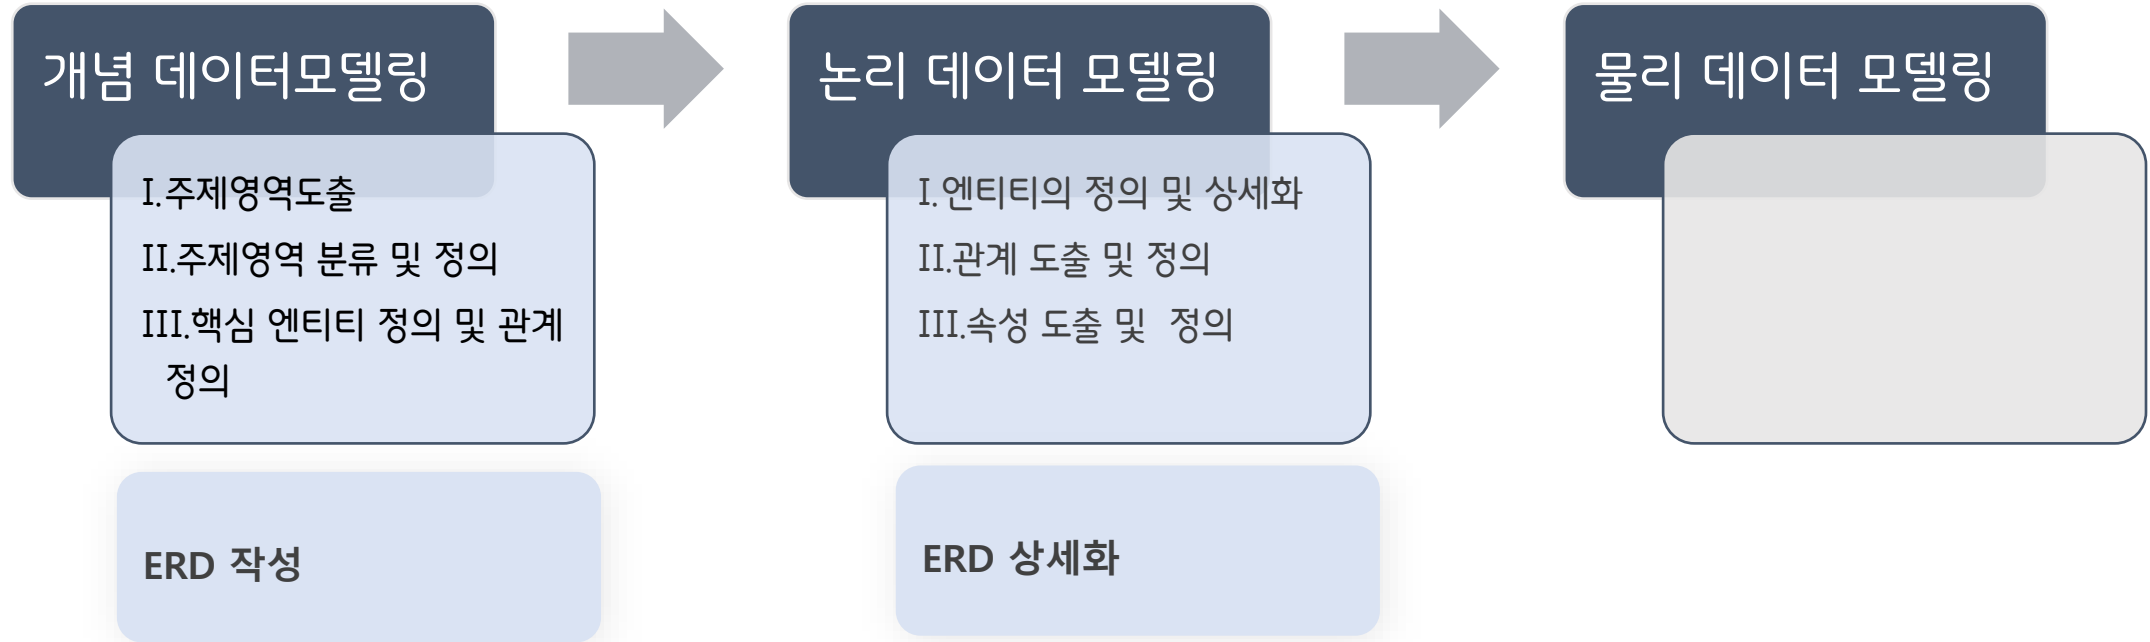 개념 데이터모델링
I.주제영역도출
II.주제영역 분류 및 정의
III.핵심 엔티티 정의 및 관계
정의
ERD 작성
논리 데이터 모델링
I.엔티티의 정의 및 상세화
II.관계 도출 및 정의
III.속성 도출 및 정의
ERD 상세화
물리 데이터 모델링